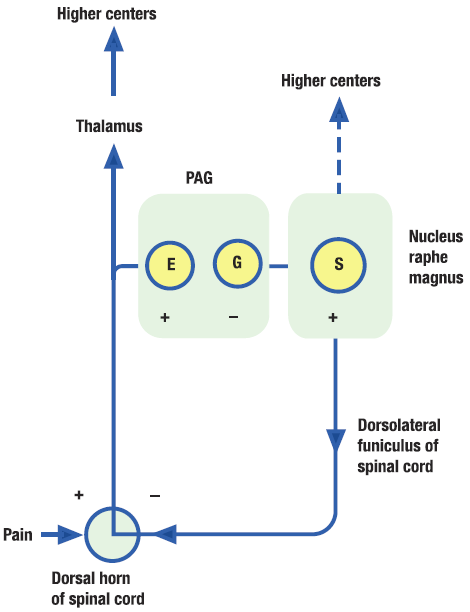 Higher centers
Higher centers
Thalamus
PAG
Nucleus
raphe
magnus
E
G
S
+
–
+
Dorsolateral
funiculus of
spinal cord
+
–
Pain
Dorsal horn
of spinal cord